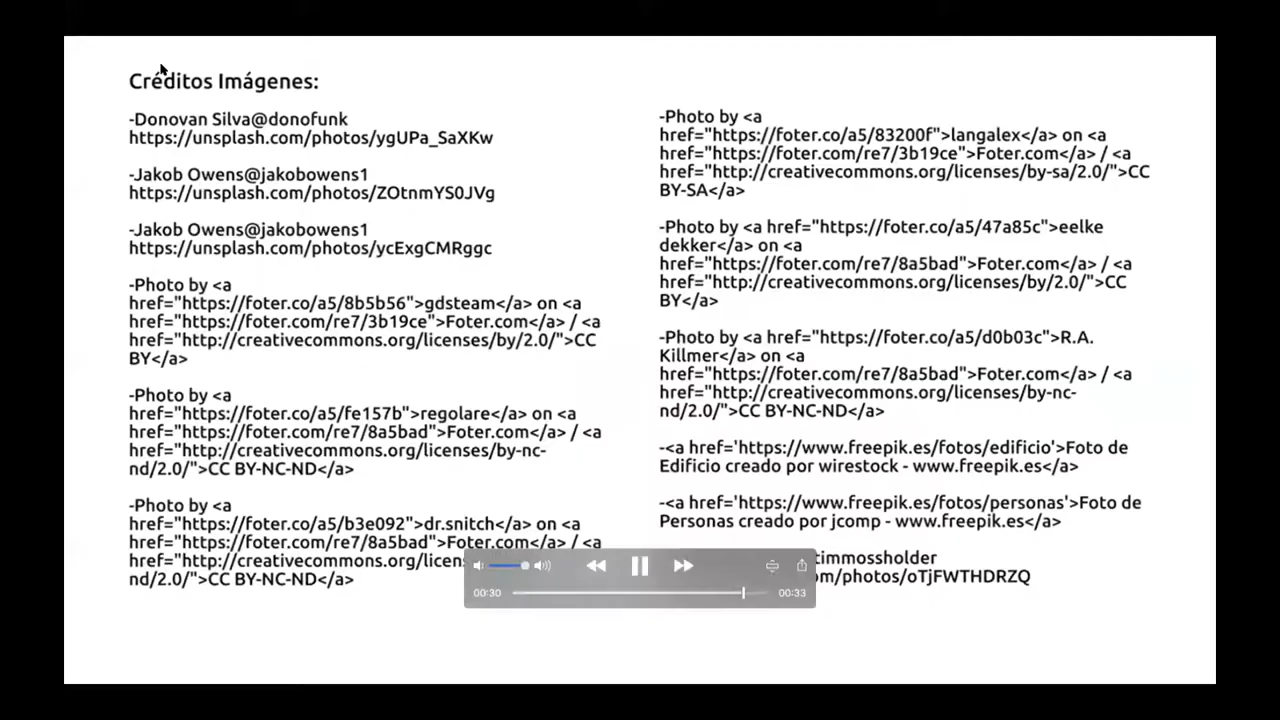 Créditos Imágenes:
-Donovan Silva@donofunk
https://unsplash.com/photos/ygUPa_SaXKw
-Jakob Owens@jakobowens1
https://unsplash.com/photos/ZOtnmYS0JVg
-Jakob Owens@jakobowens1
https://unsplash.com/photos/ycExgCMRggc
-Photo by <a
href="https://foter.co/a5/8b5b56">gdsteam</a> on <a
href="https://foter.com/re7/3b19ce">Foter.com</a> / <a
href="http://creativecommons.org/licenses/by/2.0/">CC
BY</a>
-Photo by <a
href="https://foter.co/a5/fe157b">regolare</a> on <a
href="https://foter.com/re7/8a5bad">Foter.com</a> / <a
href="http://creativecommons.org/licenses/by-nc-
nd/2.0/">CC BY-NC-ND</a>
-Photo by <a
href="https://foter.co/a5/b3e092">dr.snitch</a> on <a
href="https://foter.com/re7/8a5bad">Foter.com</a> / <a
href="http://creativecommons.org/licens
nd/2.0/">CC BY-NC-ND</a>
-Photo by <a
href="https://foter.co/a5/83200f">langalex</a> on <a
href="https://foter.com/re7/3b19ce">Foter.com</a> / <a
href="http://creativecommons.org/licenses/by-sa/2.0/">CC
BY-SA</a>
-Photo by <a href="https://foter.co/a5/47a85c">eelke
dekker</a> on <a
href="https://foter.com/re7/8a5bad">Foter.com</a> / <a
href="http://creativecommons.org/licenses/by/2.0/">CC
BY</a>
-Photo by <a href="https://foter.co/a5/d0b03c">R.A.
Killmer</a> on <a
href="https://foter.com/re7/8a5bad">Foter.com</a> / <a
href="http://creativecommons.org/licenses/by-nc-
nd/2.0/">CC BY-NC-ND</a>
-<a href='https://www.freepik.es/fotos/edificio'>Foto de
Edificio creado por wirestock - www.freepik.es</a>
-<a href='https://www.freepik.es/fotos/personas'>Foto de
Personas creado por jcomp - www.freepik.es</a>
timmossholder
om/photos/oTjFWTHDRZQ
00:30
00:33